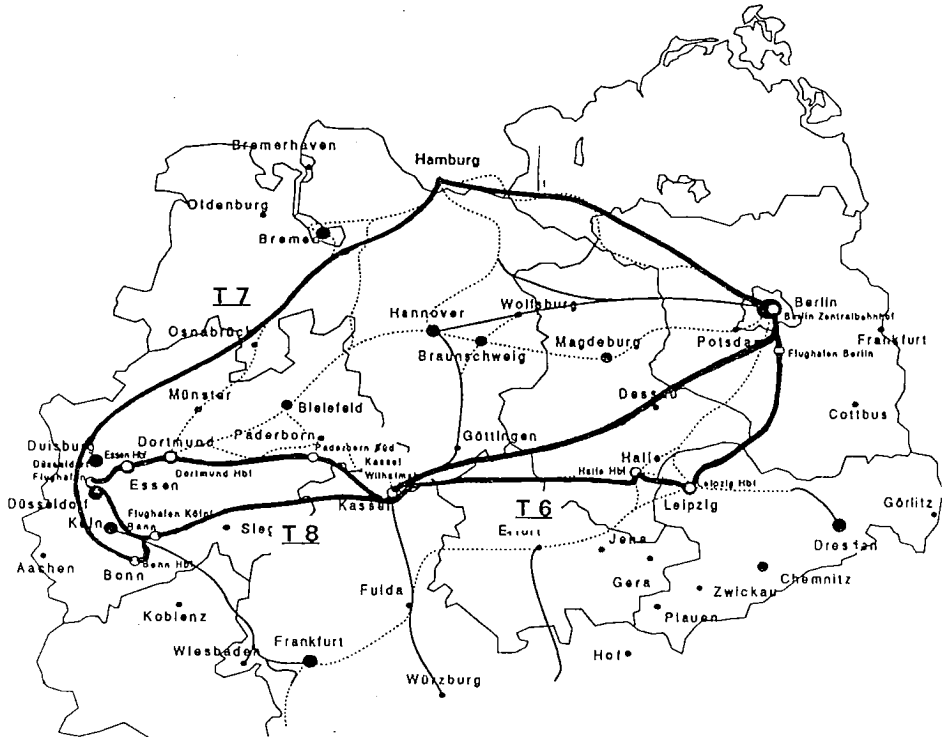 Bremerhaven
Hamburg
Oldenburg
Bremen
T 7
Hannover
Wolfsburg
Berlin
Berlin Zentralbahnhof
Osnabrück
Braunschweig
Magdeburg
Potsdam
Frankfurt
Flughafen Berlin
Münster
Bielefeld
Dessau
Cottbus
Duisburg
Dortmund
Paderborn
Göttingen
Essen Hbf
Paderborn Süd
Halle
Düsseldorf
Flughafen
Essen
Dortmund Hbf
Kassel
Wilhelmsh
Halle Hbf
Leipzig Hbf
Düsseldorf
Kassel
T 6
Leipzig
Görlitz
Köln
Flughafen Köln/
Bonn
Sieg
T 8
Erfurt
Jena
Dresden
Aachen
Bonn
Bonn Hbf
Gera
Chemnitz
Zwickau
Koblenz
Fulda
Plauen
Wiesbaden
Frankfurt
Hof
Würzburg